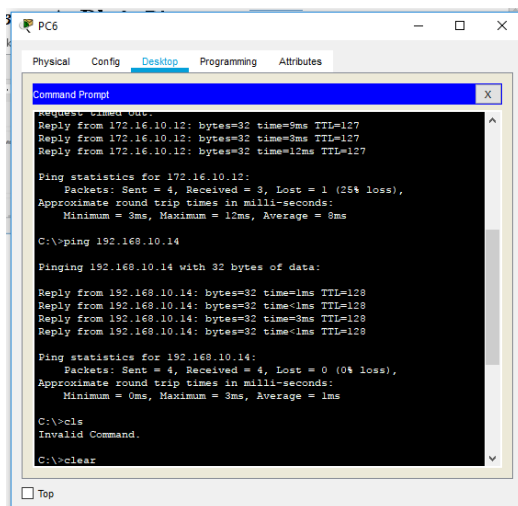 PC6
Physical Config Desktop Programming Attributes
Command Prompt
X
Request timed out.
Reply from 172.16.10.12: bytes=32 time=9ms TTL=127
Reply from 172.16.10.12: bytes=32 time=3ms TTL=127
Reply from 172.16.10.12: bytes=32 time=12ms TTL=127
Ping statistics for 172.16.10.12:
Packets: Sent = 4, Received = 3, Lost = 1 (25% loss),
Approximate round trip times in milli-seconds:
Minimum = 3ms, Maximum = 12ms, Average = 8ms
C:\>ping 192.168.10.14
Pinging 192.168.10.14 with 32 bytes of data:
Reply from 192.168.10.14: bytes=32 time=1ms TTL=128
Reply from 192.168.10.14: bytes=32 time<1ms TTL=128
Reply from 192.168.10.14: bytes=32 time=3ms TTL=128
Reply from 192.168.10.14: bytes=32 time<1ms TTL=128
Ping statistics for 192.168.10.14:
Packets: Sent = 4, Received = 4, Lost = 0 (0% loss),
Approximate round trip times in milli-seconds:
Minimum = 0ms, Maximum = 3ms, Average = 1ms
C:\>cls
Invalid Command.
C:\>clear
Top